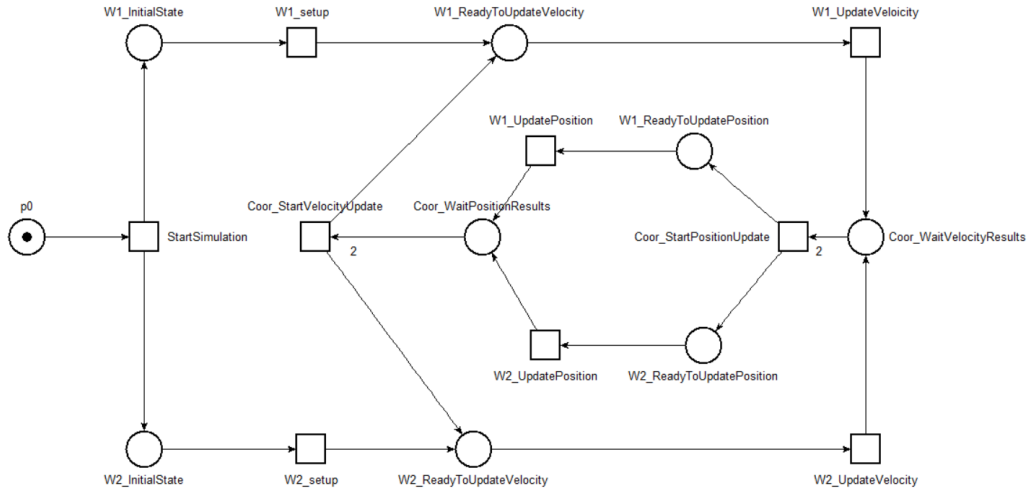 W1_InitialState
W1_setup
W1_ReadyToUpdateVelocity
W1_UpdateVeloicity
W1_UpdatePosition
W1_ReadyToUpdatePosition
p0
Coor_StartVelocityUpdate
Coor_WaitPositionResults
StartSimulation
Coor_StartPositionUpdate
Coor_WaitVelocityResults
2
2
W2_UpdatePosition
W2_ReadyToUpdatePosition
W2_InitialState
W2_setup
W2_ReadyToUpdateVelocity
W2_UpdateVelocity